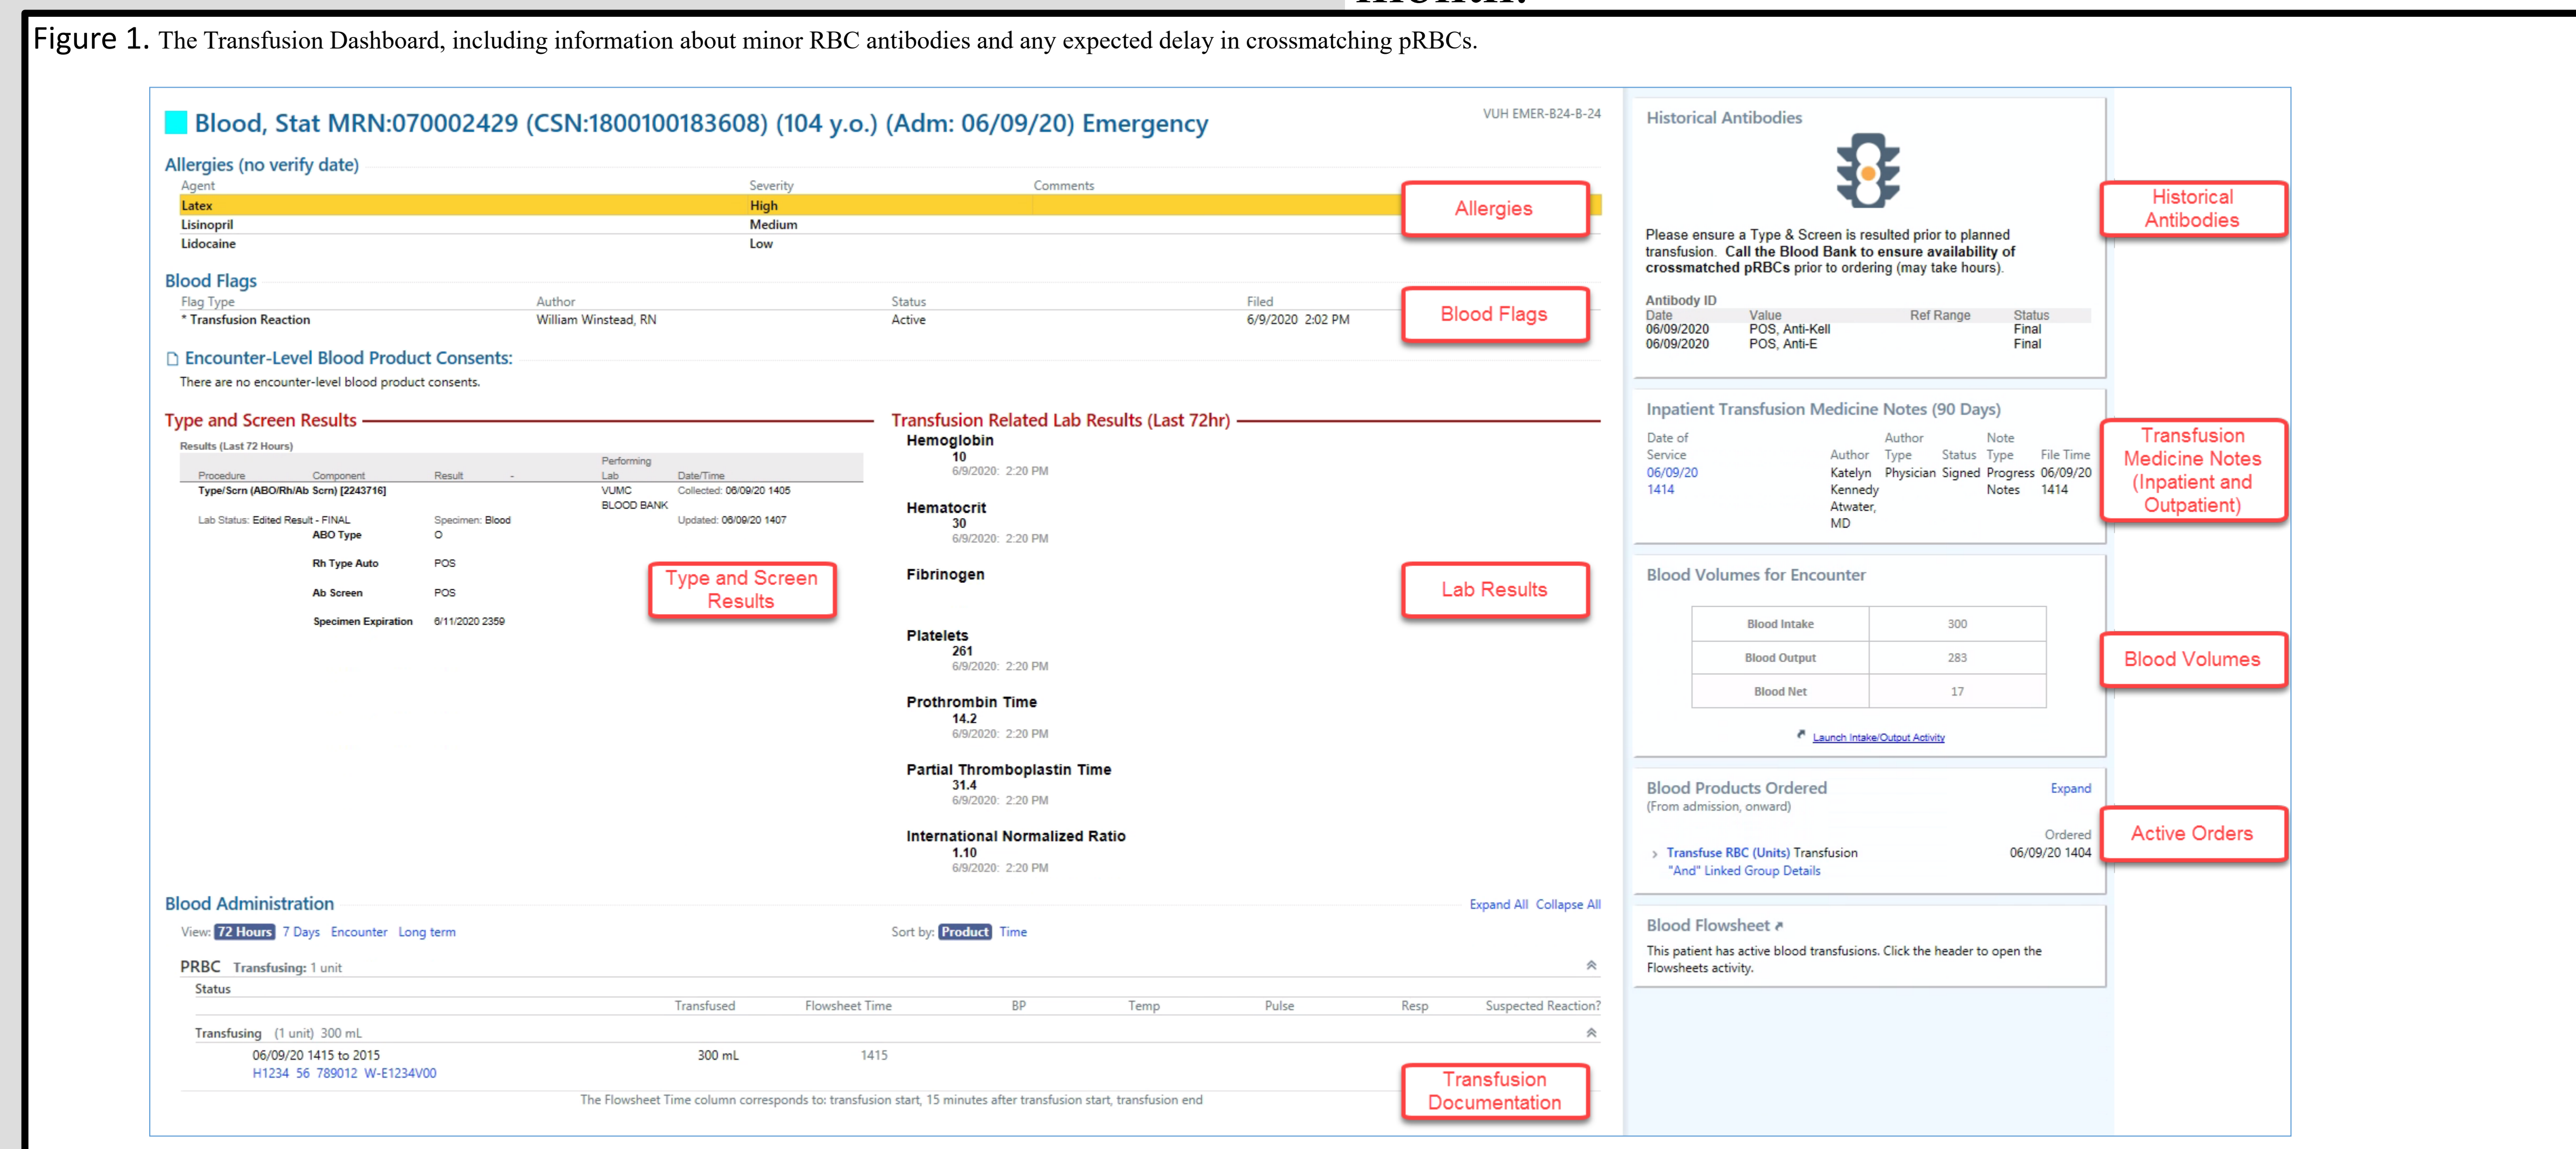 Figure 1. The Transfusion Dashboard, including information about minor RBC antibodies and any expected delay in crossmatching pRBCs.
Blood, Stat MRN:070002429 (CSN:1800100183608) (104 y.o.) (Adm: 06/09/20) Emergency
VUH EMER-B24-B-24
Allergies (no verify date)
Agent Severity Comments
Latex High
Lisinopril Medium
Lidocaine Low
Allergies
Blood Flags
Flag Type Author Status Filed
* Transfusion Reaction William Winstead, RN Active 6/9/2020 2:02 PM
Blood Flags
Encounter-Level Blood Product Consents:
There are no encounter-level blood product consents.
Type and Screen Results
Results (Last 72 Hours)
Performing
Procedure Component Result - Lab Date/Time
Type/Scrn (ABO/Rh/Ab Scrn) [2243716] VUMC Collected: 06/09/20 1405
BLOOD BANK
Lab Status: Edited Result - FINAL Specimen: Blood Updated: 06/09/20 1407
ABO Type O
Rh Type Auto POS
Ab Screen POS
Specimen Expiration 6/11/2020 2359
Type and Screen
Results
Transfusion Related Lab Results (Last 72hr)
Hemoglobin
10
6/9/2020: 2:20 PM
Hematocrit
30
6/9/2020: 2:20 PM
Fibrinogen
Platelets
261
6/9/2020: 2:20 PM
Prothrombin Time
14.2
6/9/2020: 2:20 PM
Partial Thromboplastin Time
31.4
6/9/2020: 2:20 PM
International Normalized Ratio
1.10
6/9/2020: 2:20 PM
Lab Results
Blood Administration
Expand All Collapse All
View: 72 Hours 7 Days Encounter Long term
Sort by: Product Time
PRBC Transfusing: 1 unit
Status
Transfused Flowsheet Time BP Temp Pulse Resp Suspected Reaction?
Transfusing (1 unit) 300 mL
06/09/20 1415 to 2015 300 mL 1415
H1234 56 789012 W-E1234V00
The Flowsheet Time column corresponds to: transfusion start, 15 minutes after transfusion start, transfusion end
Transfusion
Documentation
Historical Antibodies
Please ensure a Type & Screen is resulted prior to planned
transfusion. Call the Blood Bank to ensure availability of
crossmatched pRBCs prior to ordering (may take hours).
Antibody ID
Date Value Ref Range Status
06/09/2020 POS, Anti-Kell Final
06/09/2020 POS, Anti-E Final
Historical
Antibodies
Inpatient Transfusion Medicine Notes (90 Days)
Date of Author Note
Service Author Type Status Type File Time
06/09/20 Katelyn Physician Signed Progress 06/09/20
1414 Kennedy Notes 1414
Atwater,
MD
Transfusion
Medicine Notes
(Inpatient and
Outpatient)
Blood Volumes for Encounter
Blood Intake 300
Blood Output 283
Blood Net 17
Launch Intake/Output Activity
Blood Volumes
Blood Products Ordered Expand
(From admission, onward)
Ordered
Transfuse RBC (Units) Transfusion 06/09/20 1404
"And" Linked Group Details
Active Orders
Blood Flowsheet
This patient has active blood transfusions. Click the header to open the
Flowsheets activity.